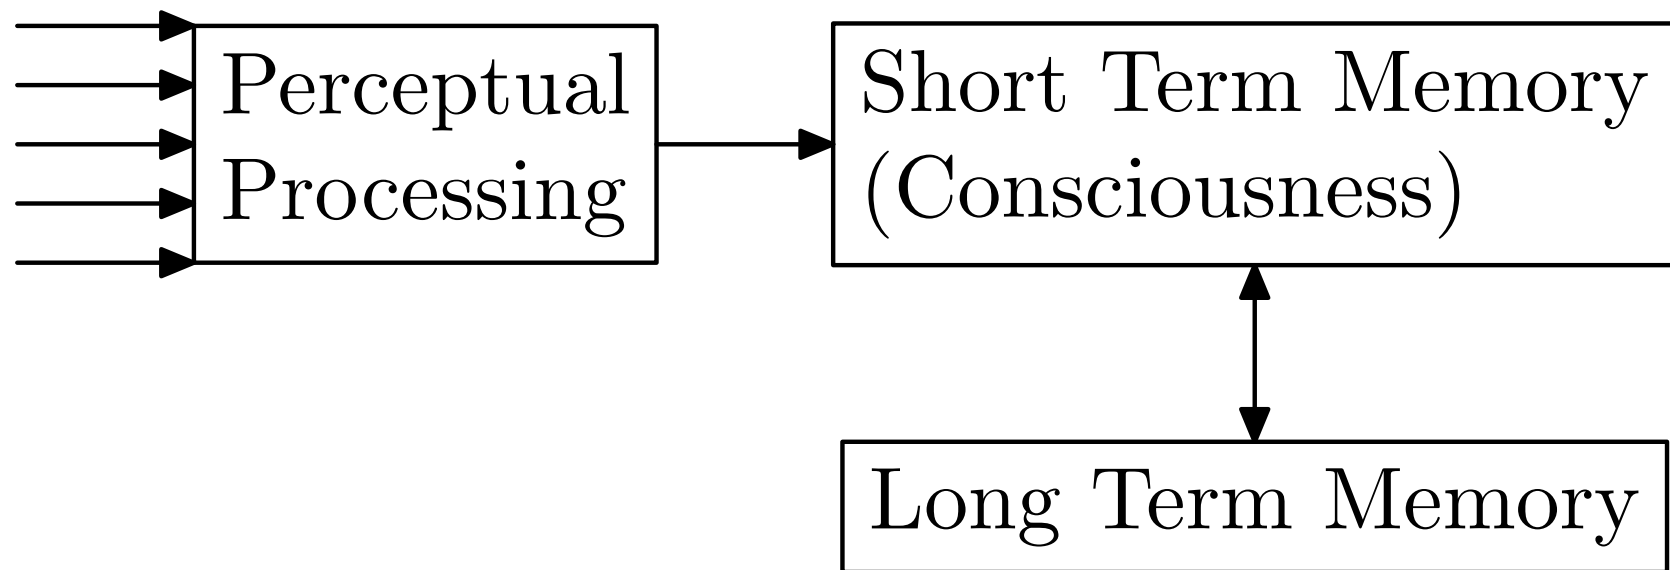 Perceptual
Processing
Short Term Memory
(Consciousness)
Long Term Memory